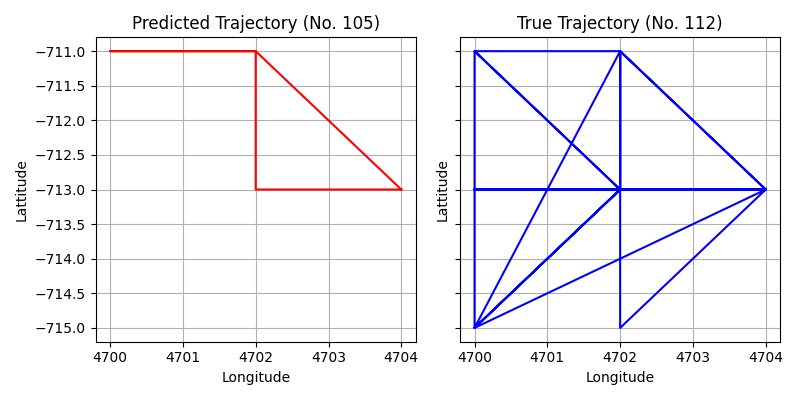 Predicted Trajectory (No. 105)
True Trajectory (No. 112)
−711.0
−711.5
−712.0
−712.5
−713.0
−713.5
−714.0
−714.5
−715.0
Lattitude
Lattitude
4700 4701 4702 4703 4704
4700 4701 4702 4703 4704
Longitude
Longitude